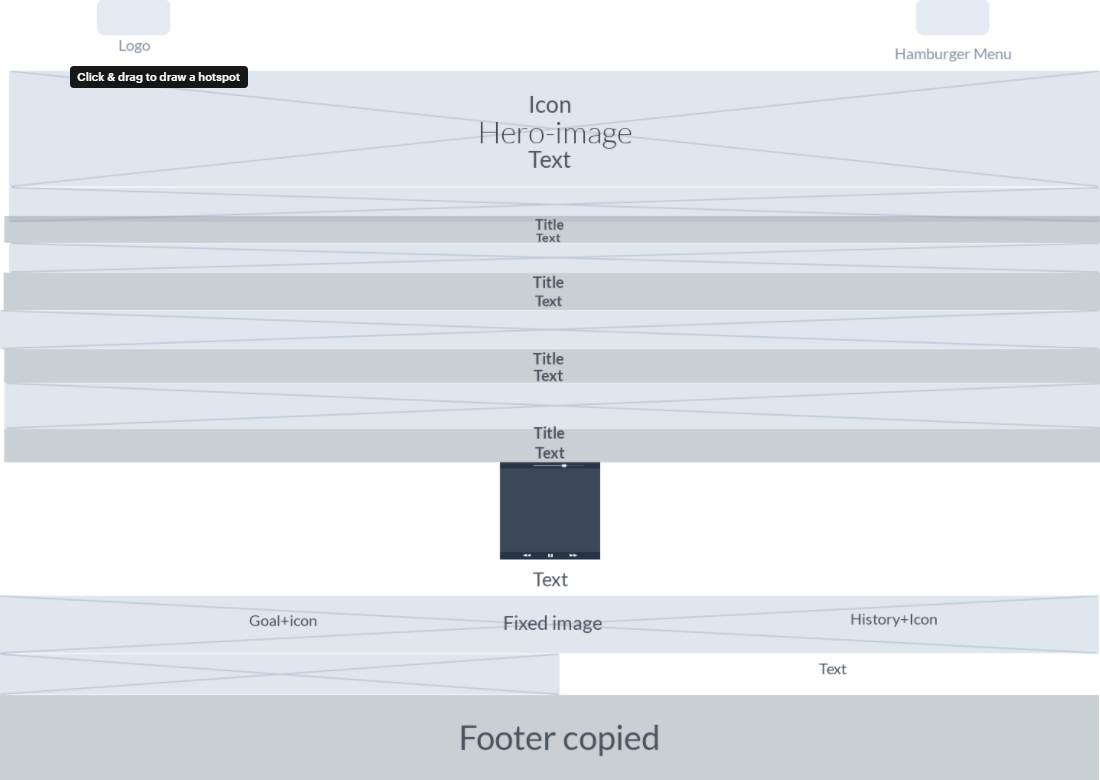 Logo
Hamburger Menu
Click & drag to draw a hotspot
Icon
Hero-image
Text
Title
Text
Title
Text
Title
Text
Title
Text
Text
Goal+icon
Fixed image
History+Icon
Text
Footer copied